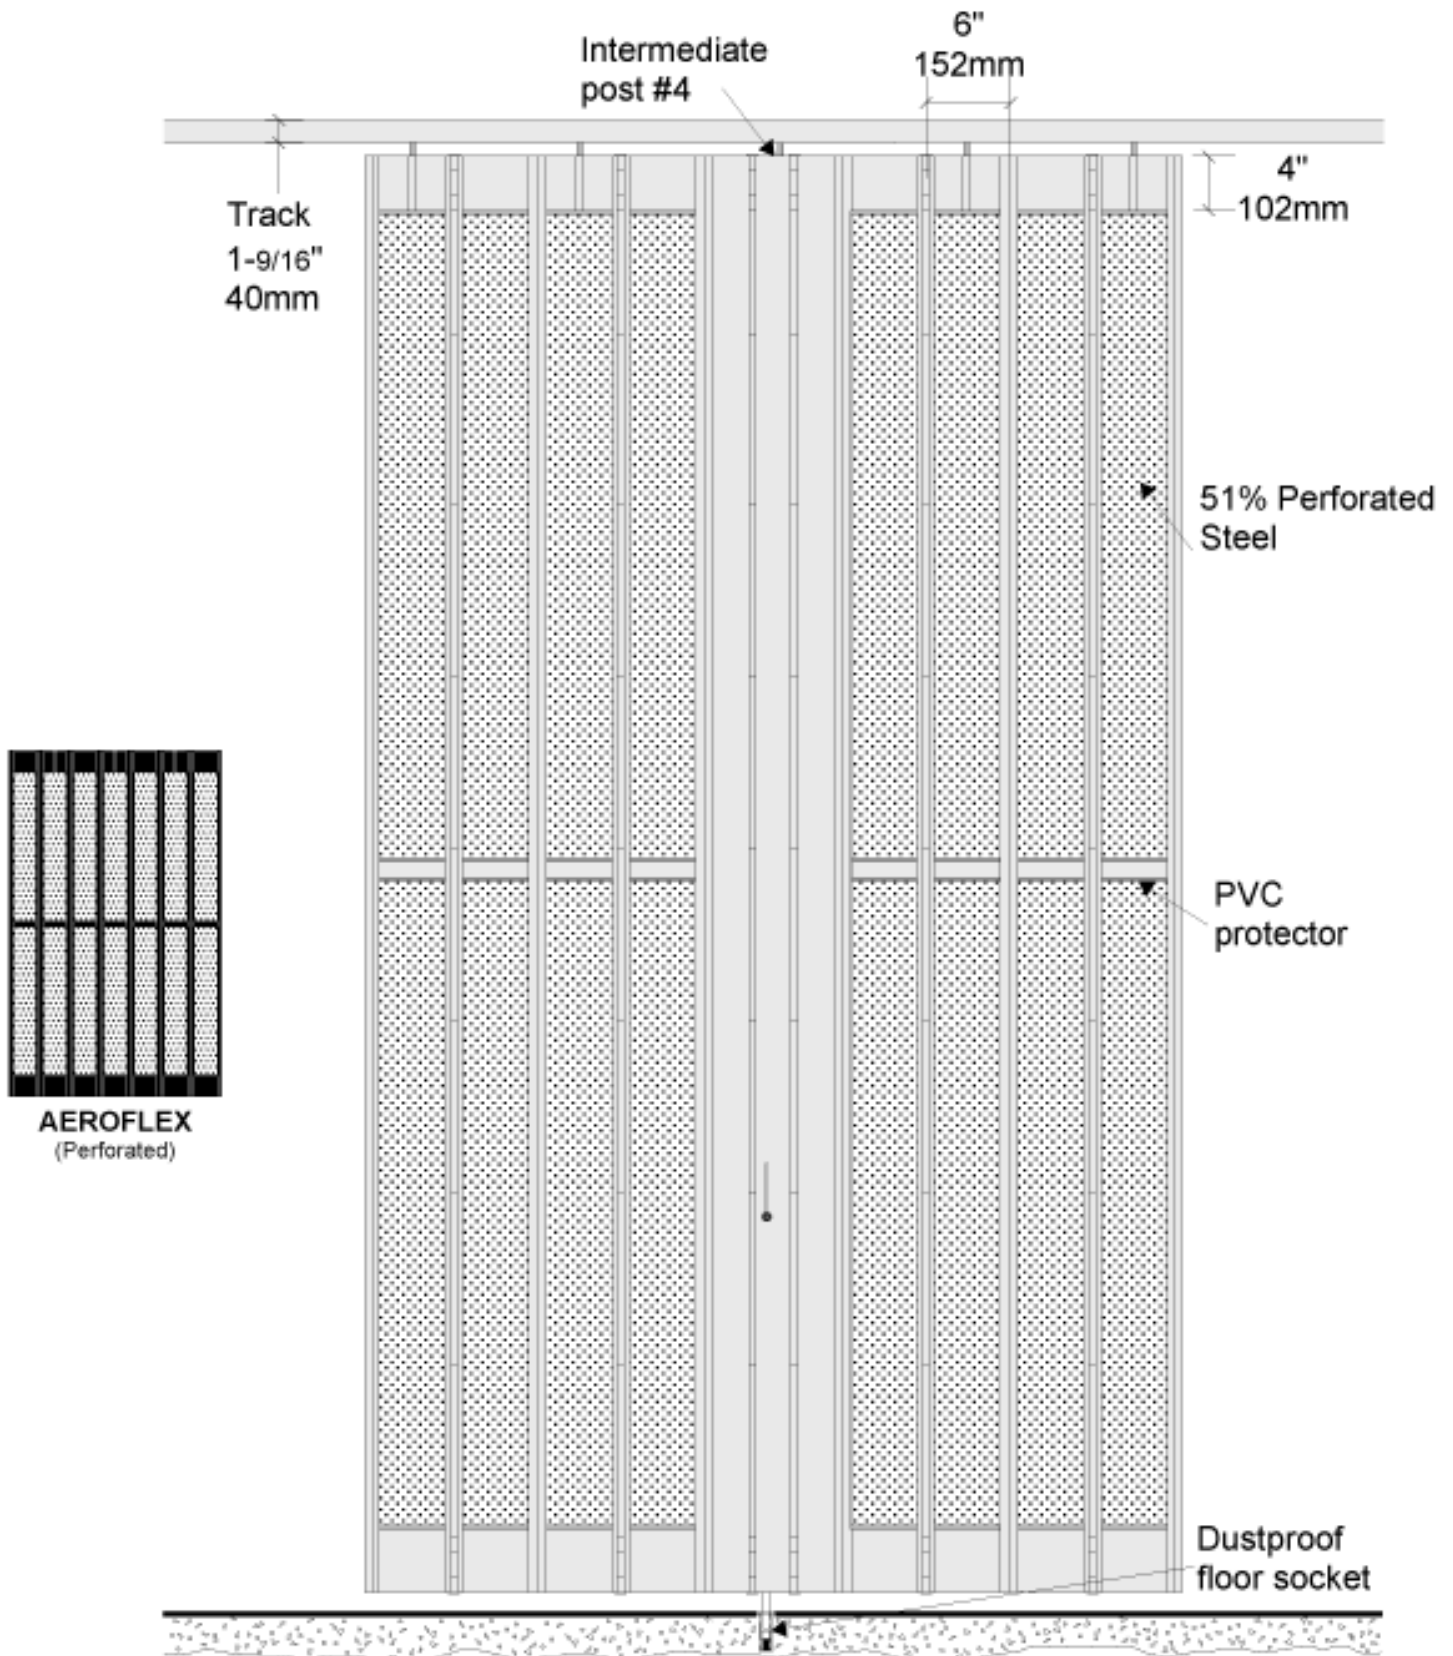 6"
152mm
Intermediate
post #4
4"
102mm
Track
1-9/16"
40mm
51% Perforated
Steel
PVC
protector
AEROFLEX
(Perforated)
Dustproof
floor socket